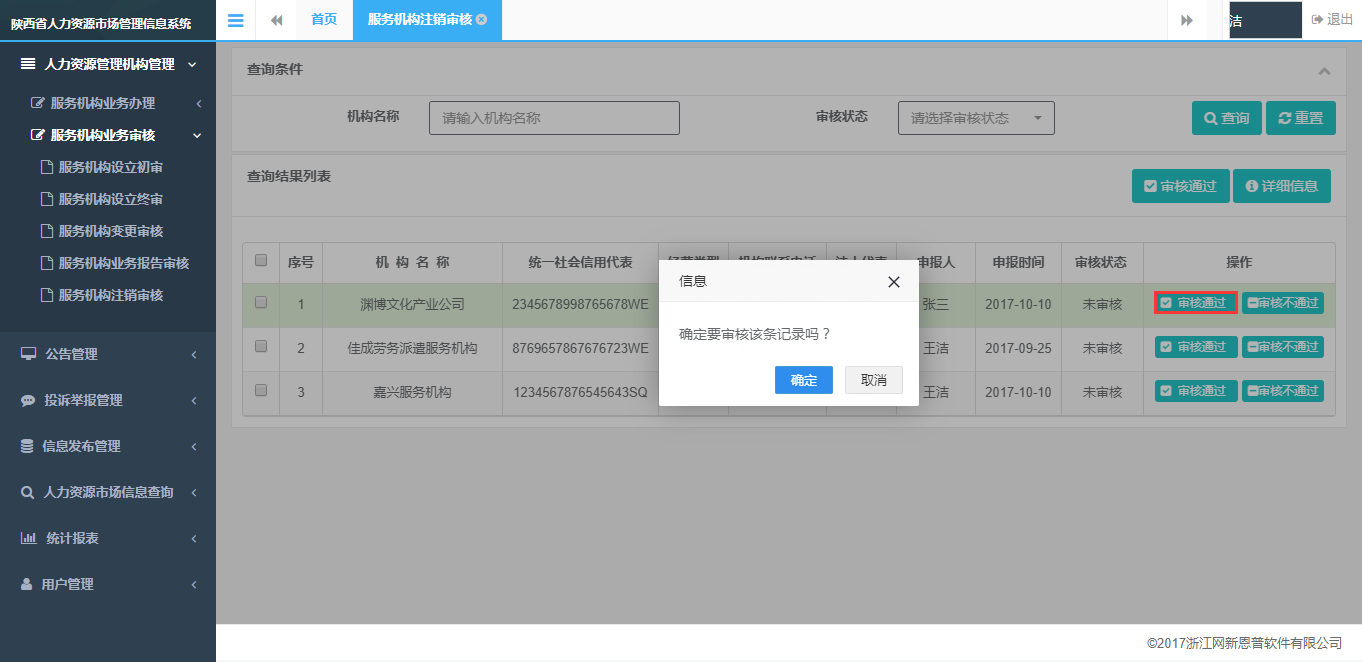 陕西省人力资源市场管理信息系统
首页
服务机构注销审核
洁
退出
人力资源管理机构管理
服务机构业务办理
服务机构业务审核
服务机构设立初审
服务机构设立终审
服务机构变更审核
服务机构业务报告审核
服务机构注销审核
公告管理
投诉举报管理
信息发布管理
人力资源市场信息查询
统计报表
用户管理
查询条件
机构名称 请输入机构名称 审核状态 请选择审核状态 查询 重置
查询结果列表 审核通过 详细信息
序号 机 构 名 称 统一社会信用代表 经营类型 机构联系电话 法人代表 申报人 申报时间 审核状态 操作
1 渊博文化产业公司 2345678998765678WE 张三 2017-10-10 未审核 审核通过 审核不通过
2 佳成劳务派遣服务机构 8769657867676723WE 王洁 2017-09-25 未审核 审核通过 审核不通过
3 嘉兴服务机构 1234567876545643SQ 王洁 2017-10-10 未审核 审核通过 审核不通过
信息
确定要审核该条记录吗？
确定 取消
©2017浙江网新恩普软件有限公司